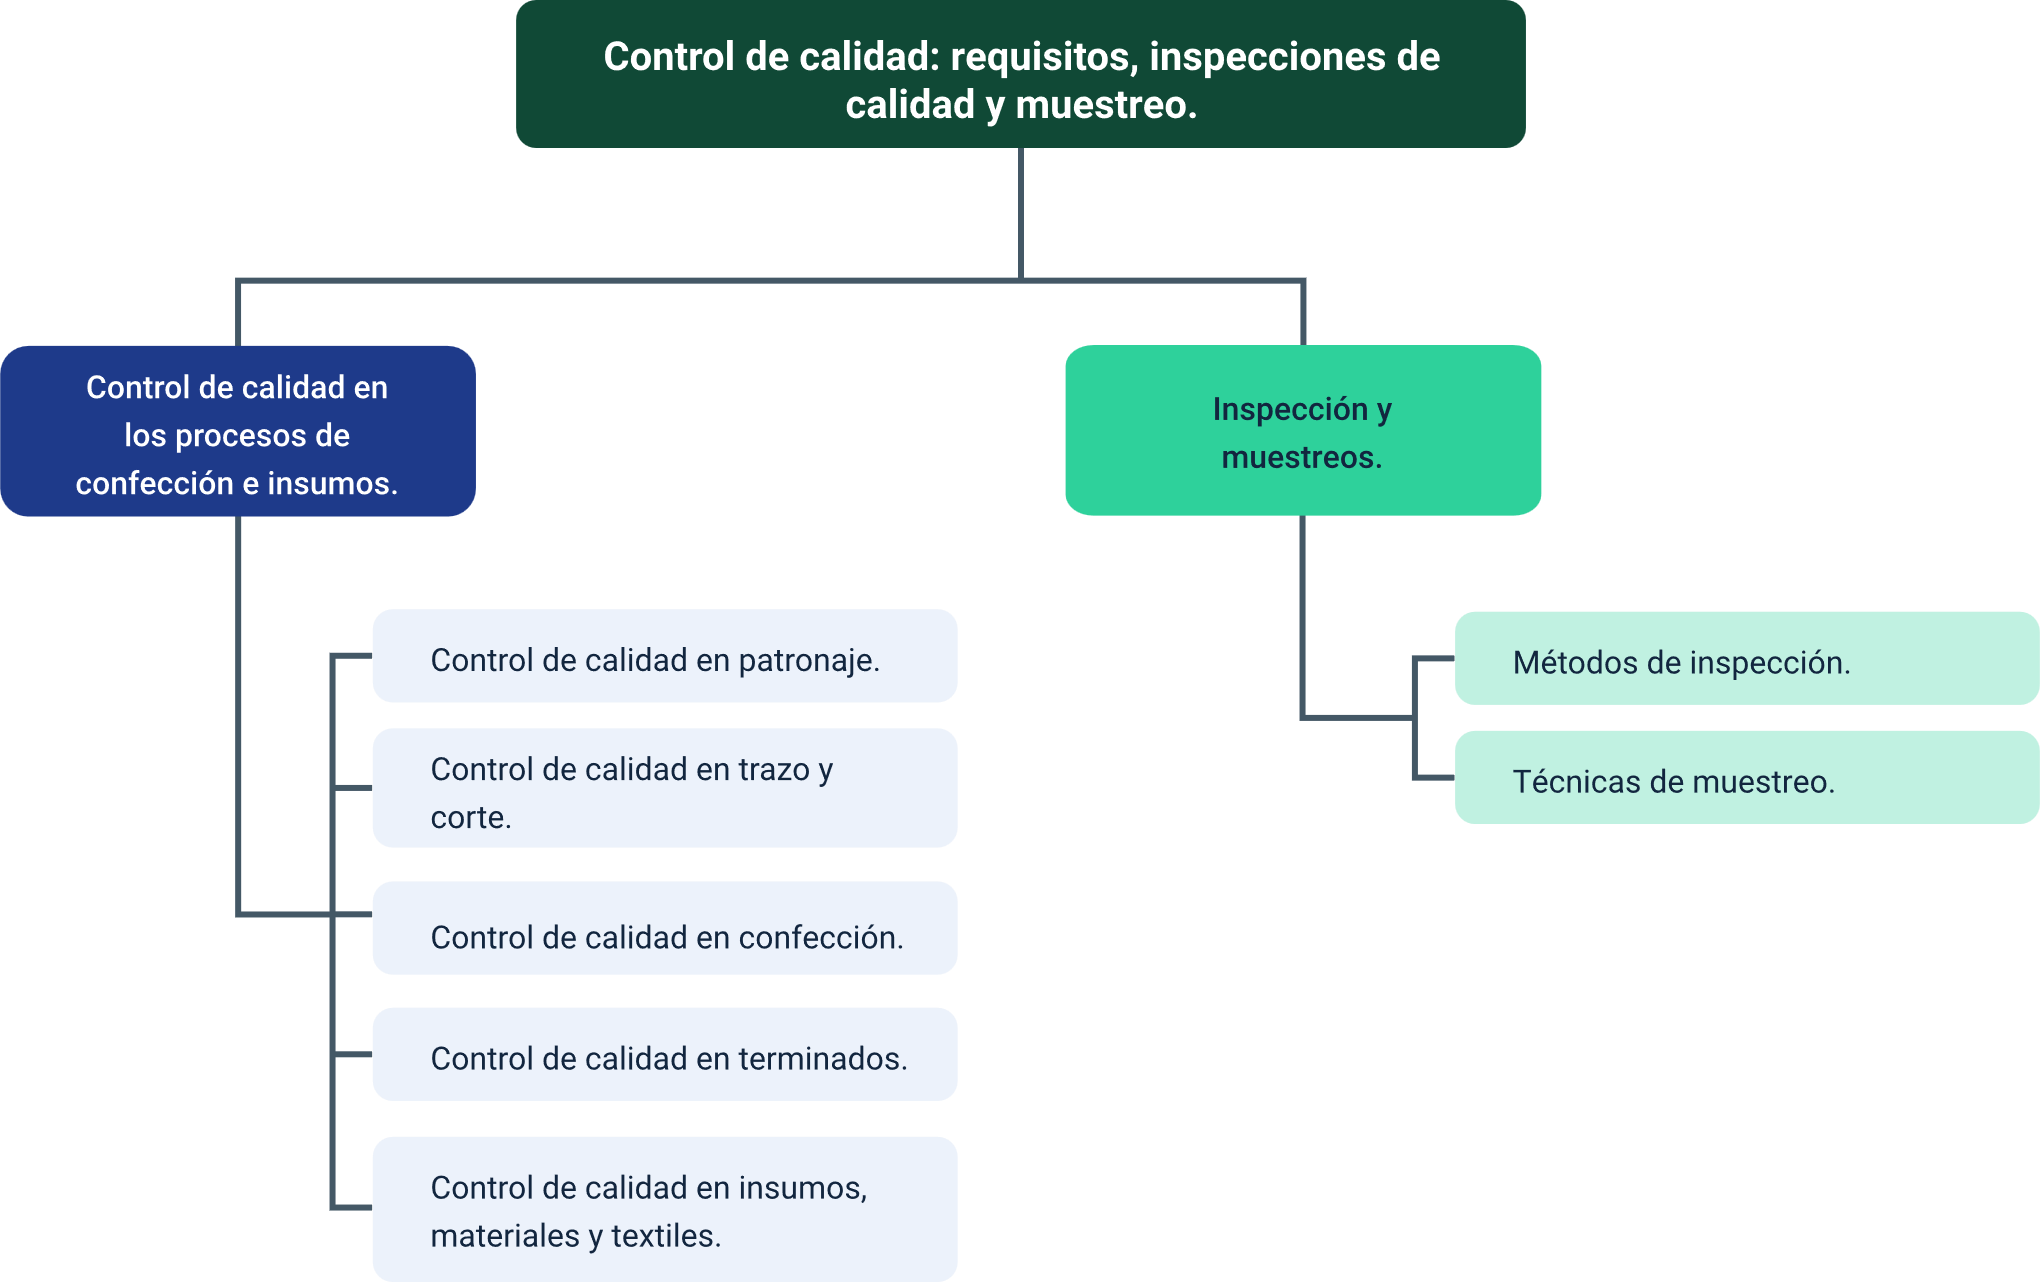 Control de calidad: requisitos, inspecciones de
calidad y muestreo.
Control de calidad en
los procesos de
confección e insumos.
Inspección y
muestreos.
Control de calidad en patronaje.
Control de calidad en trazo y
corte.
Control de calidad en confección.
Control de calidad en terminados.
Control de calidad en insumos,
materiales y textiles.
Métodos de inspección.
Técnicas de muestreo.